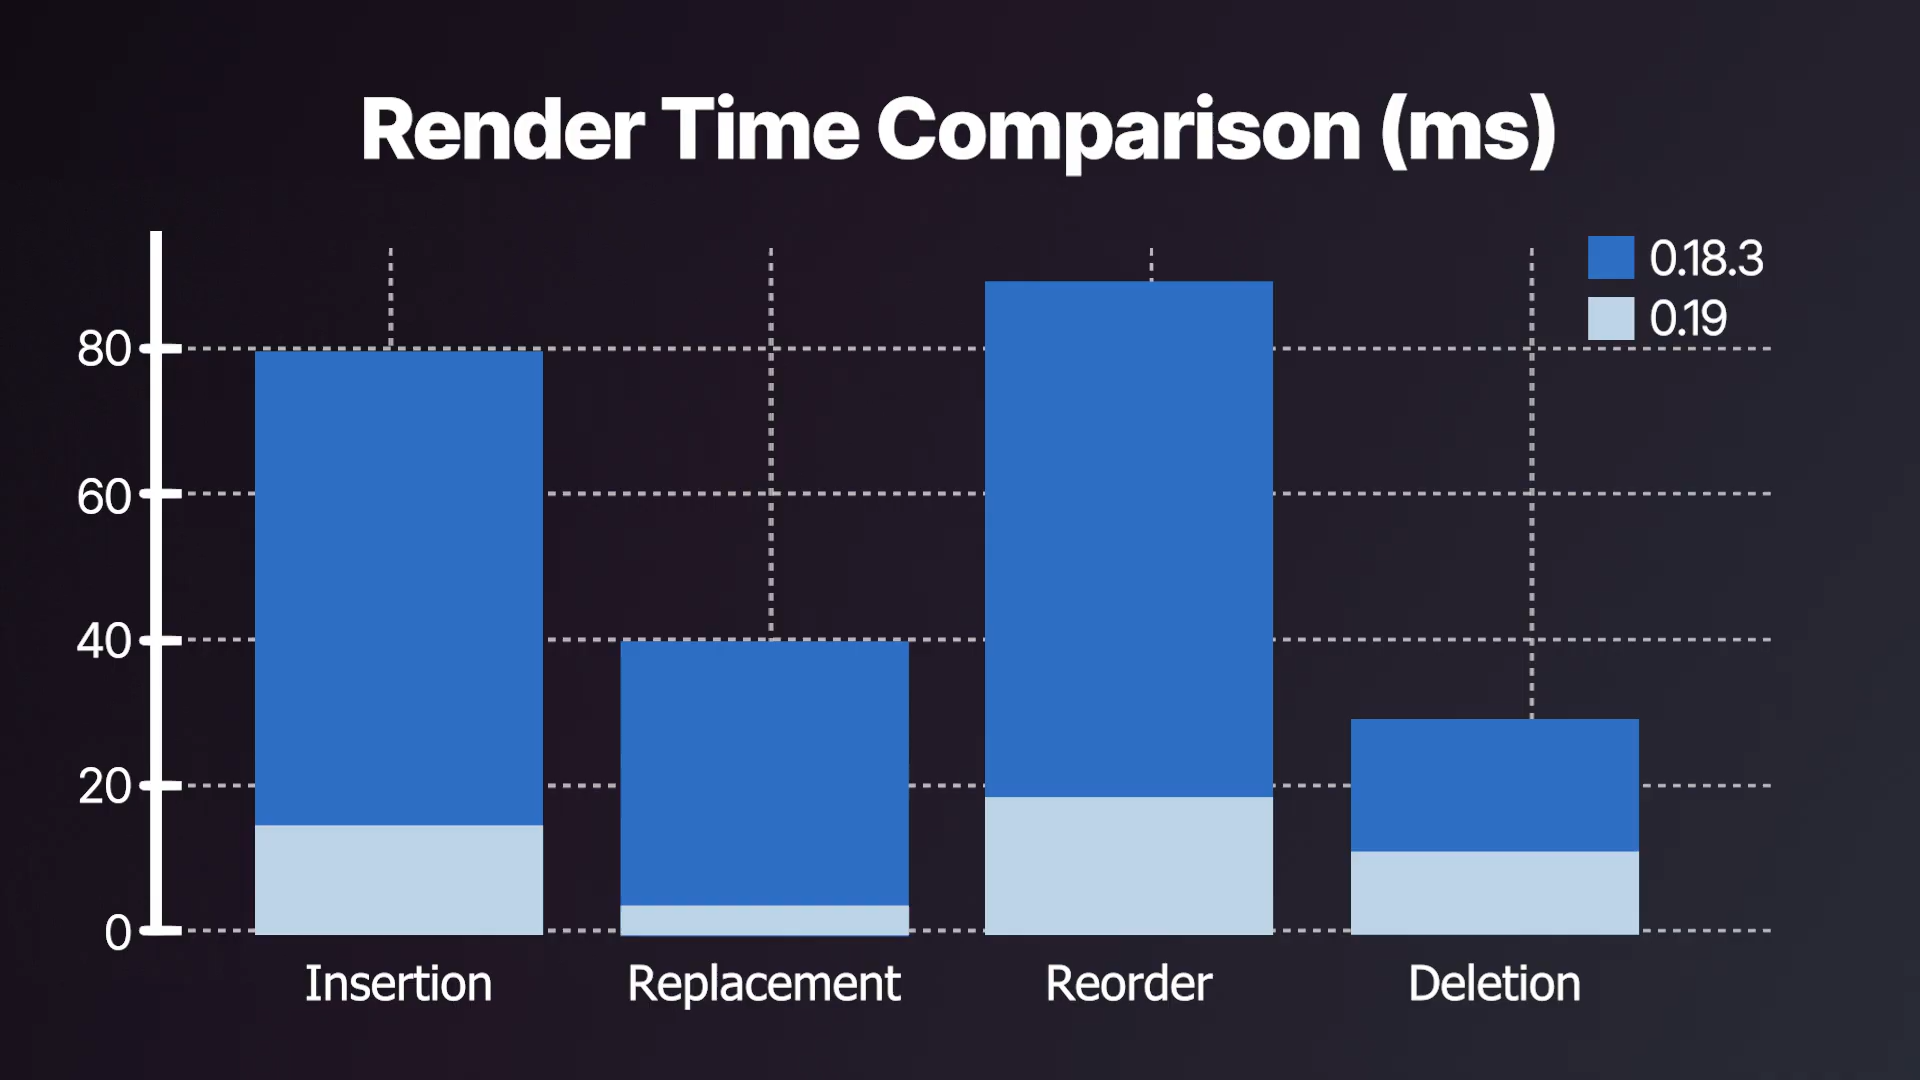 Render Time Comparison (ms)
0.18.3
0.19
80
60
40
20
0
Insertion
Replacement
Reorder
Deletion